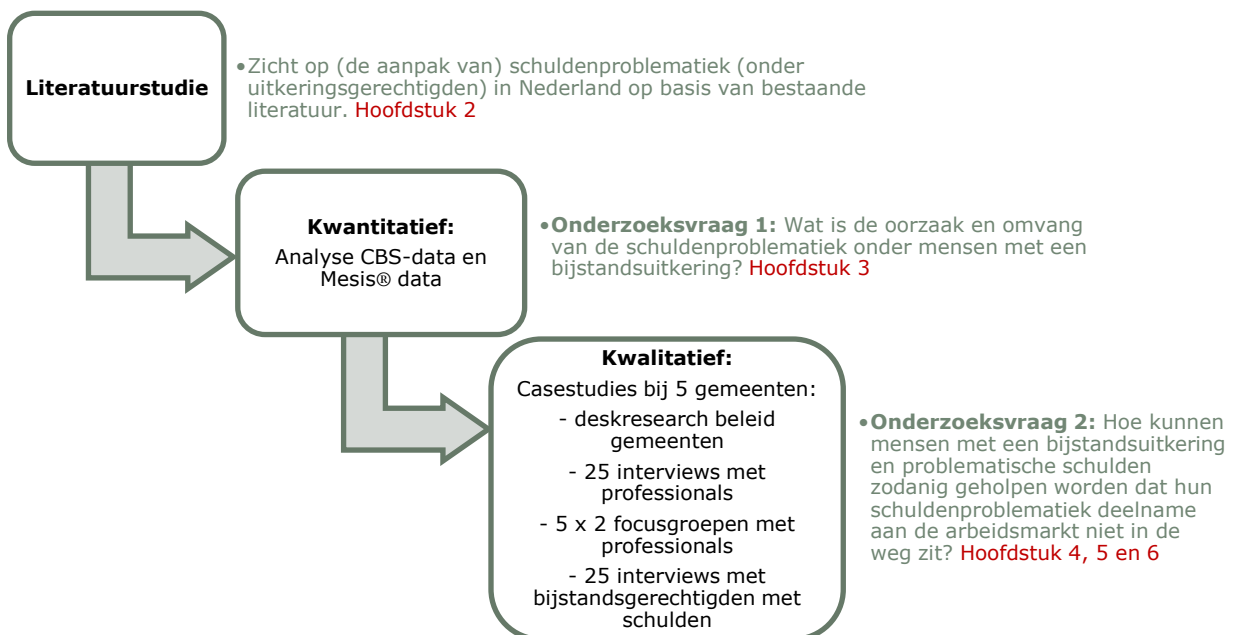 Literatuurstudie
•Zicht op (de aanpak van) schuldenproblematiek (onder
uitkeringsgerechtigden) in Nederland op basis van bestaande
literatuur. Hoofdstuk 2
Kwantitatief:
Analyse CBS-data en
Mesis® data
•Onderzoeksvraag 1: Wat is de oorzaak en omvang
van de schuldenproblematiek onder mensen met een
bijstandsuitkering? Hoofdstuk 3
Kwalitatief:
Casestudies bij 5 gemeenten:
- deskresearch beleid
gemeenten
- 25 interviews met
professionals
- 5 x 2 focusgroepen met
professionals
- 25 interviews met
bijstandsgerechtigden met
schulden
•Onderzoeksvraag 2: Hoe kunnen
mensen met een bijstandsuitkering
en problematische schulden
zodanig geholpen worden dat hun
schuldenproblematiek deelname
aan de arbeidsmarkt niet in de
weg zit? Hoofdstuk 4, 5 en 6